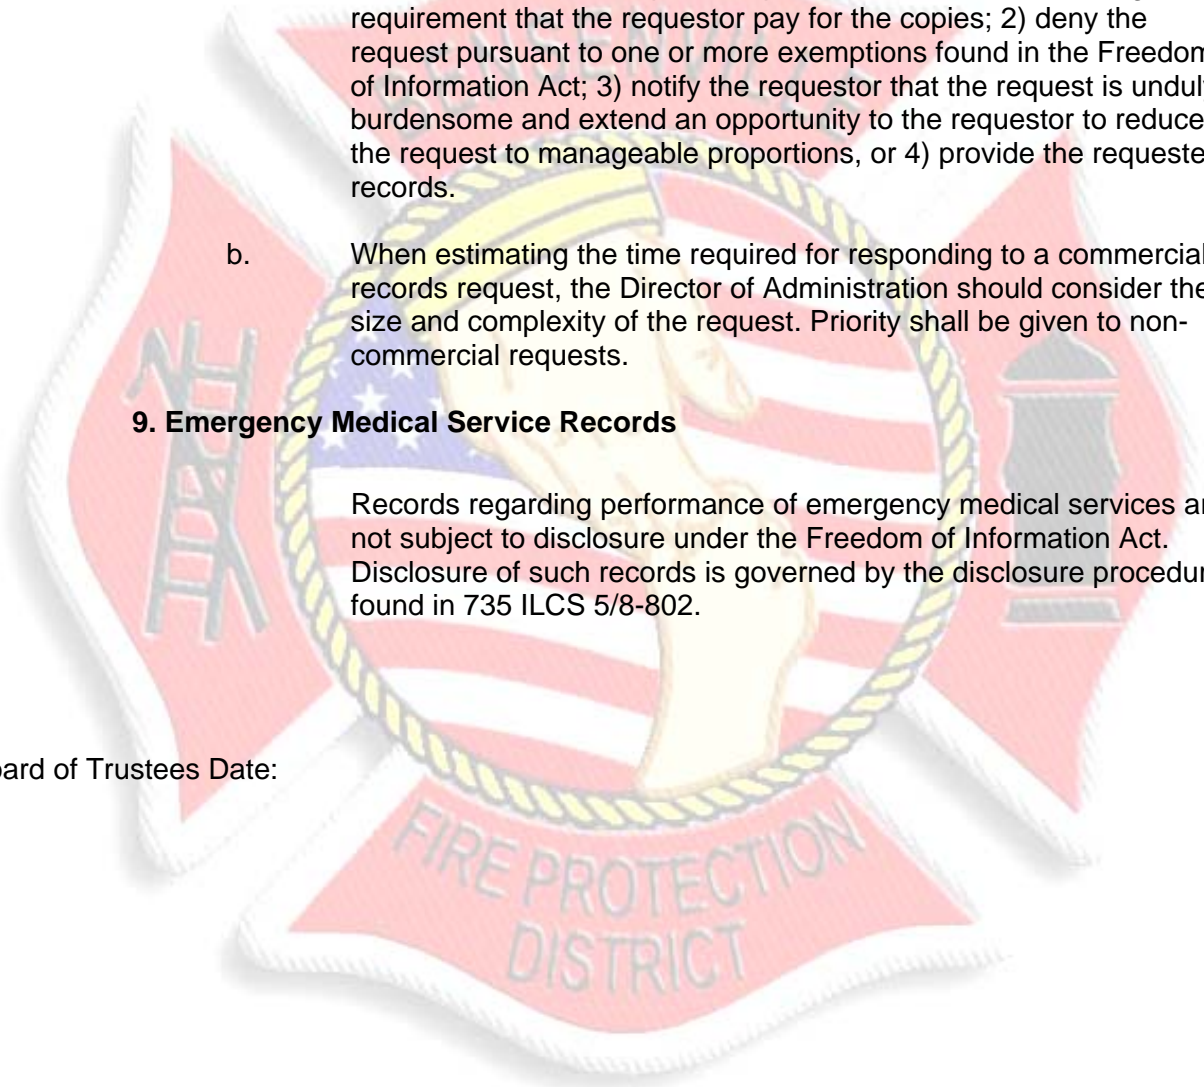 requirement that the requestor pay for the copies; 2) deny the
request pursuant to one or more exemptions found in the Freedom
of Information Act; 3) notify the requestor that the request is unduly
burdensome and extend an opportunity to the requestor to reduce
the request to manageable proportions, or 4) provide the requeste
records.
b. When estimating the time required for responding to a commercial
records request, the Director of Administration should consider the
size and complexity of the request. Priority shall be given to non-
commercial requests.
9. Emergency Medical Service Records
Records regarding performance of emergency medical services ar
not subject to disclosure under the Freedom of Information Act.
Disclosure of such records is governed by the disclosure procedur
found in 735 ILCS 5/8-802.
oard of Trustees Date:
BENSENVILLE
FIRE PROTECTION
DISTRICT